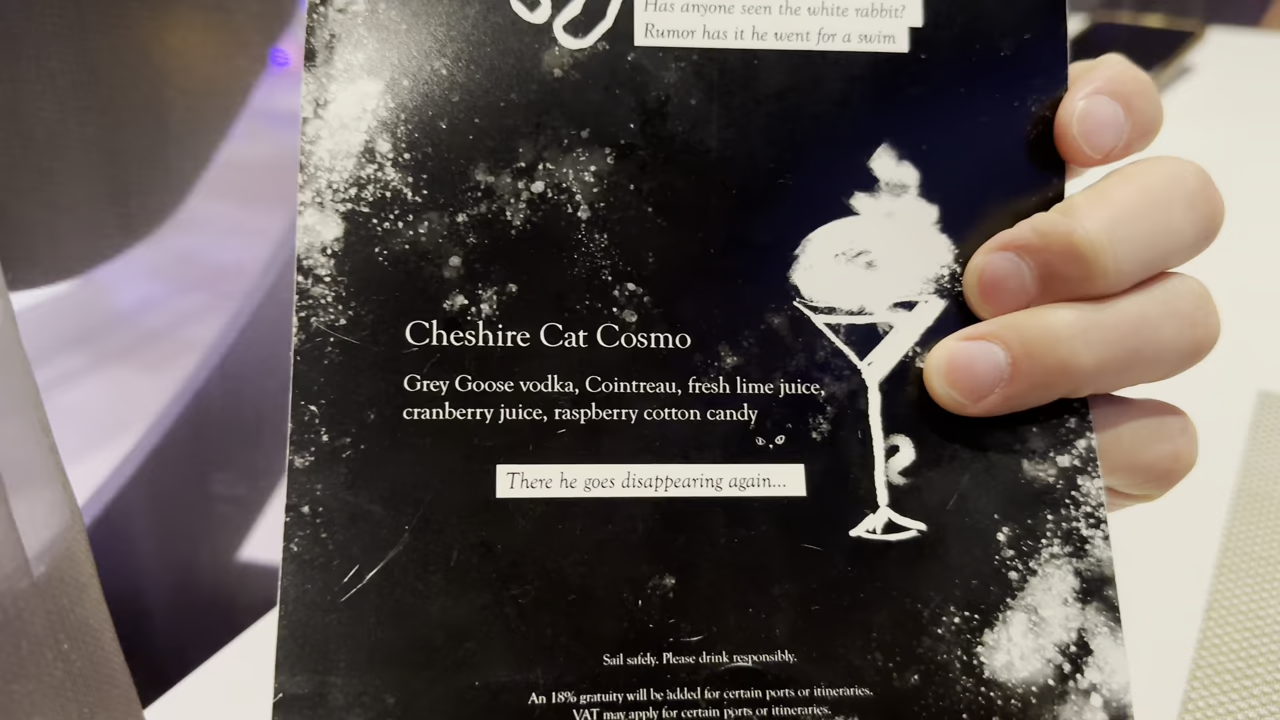 Has anyone seen the white rabbit?
Rumor has it he went for a swim
Cheshire Cat Cosmo
Grey Goose vodka, Cointreau, fresh lime juice,
cranberry juice, raspberry cotton candy
There he goes disappearing again...
Sail safely. Please drink responsibly.
An 18% gratuity will be added for certain ports or itineraries.
VAT may apply for certain ports or itineraries.